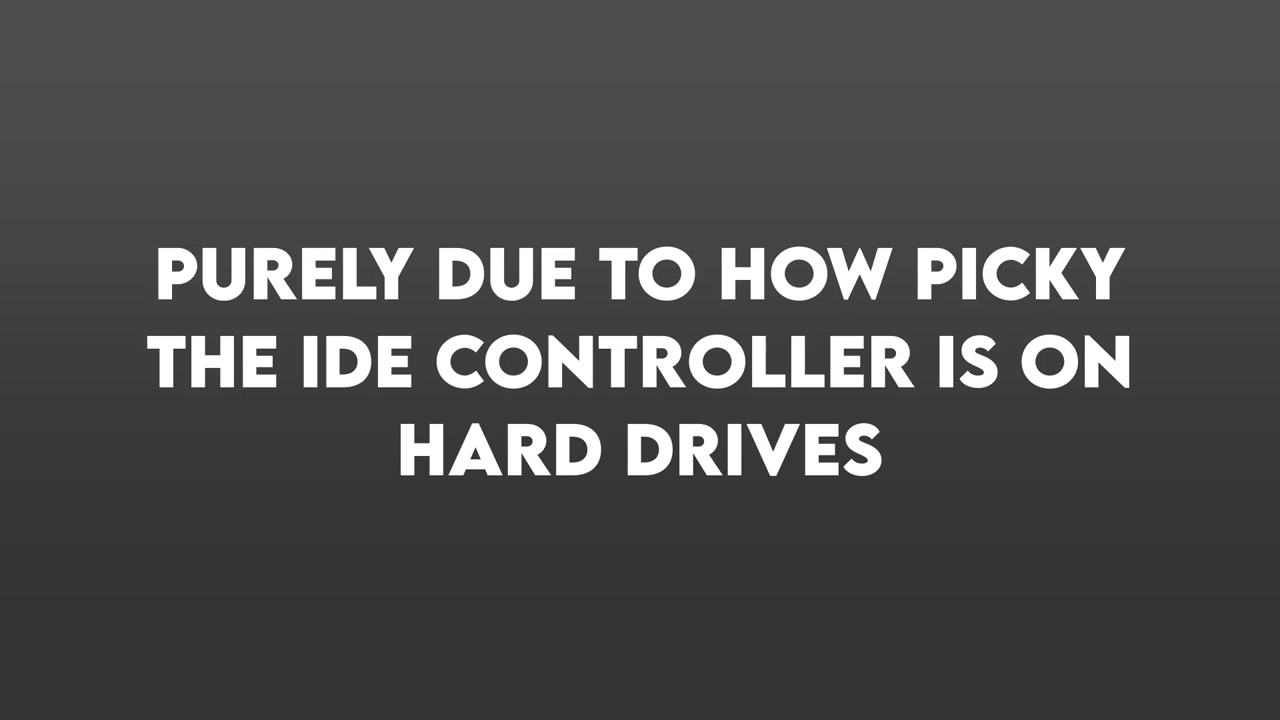 PURELY DUE TO HOW PICKY
THE IDE CONTROLLER IS ON
HARD DRIVES